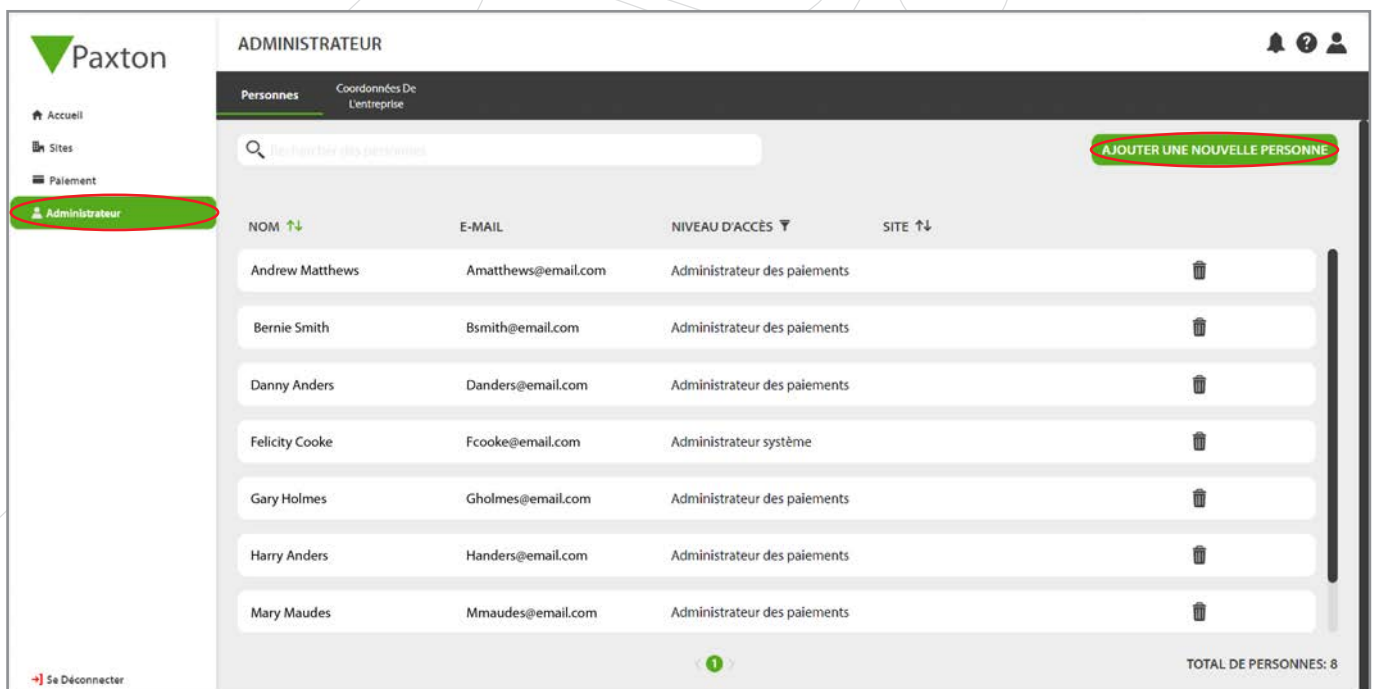 Paxton
ADMINISTRATEUR
Personnes
Coordonnées De
L'entreprise
Accueil
Sites
Paiement
Administrateur
Rechercher des personnes
AJOUTER UNE NOUVELLE PERSONNE
NOM E-MAIL NIVEAU D'ACCÈS SITE
Andrew Matthews Amatthews@email.com Administrateur des paiements
Bernie Smith Bsmith@email.com Administrateur des paiements
Danny Anders Danders@email.com Administrateur des paiements
Felicity Cooke Fcooke@email.com Administrateur système
Gary Holmes Gholmes@email.com Administrateur des paiements
Harry Anders Handers@email.com Administrateur des paiements
Mary Maudes Mmaudes@email.com Administrateur des paiements
1
TOTAL DE PERSONNES: 8
Se Déconnecter